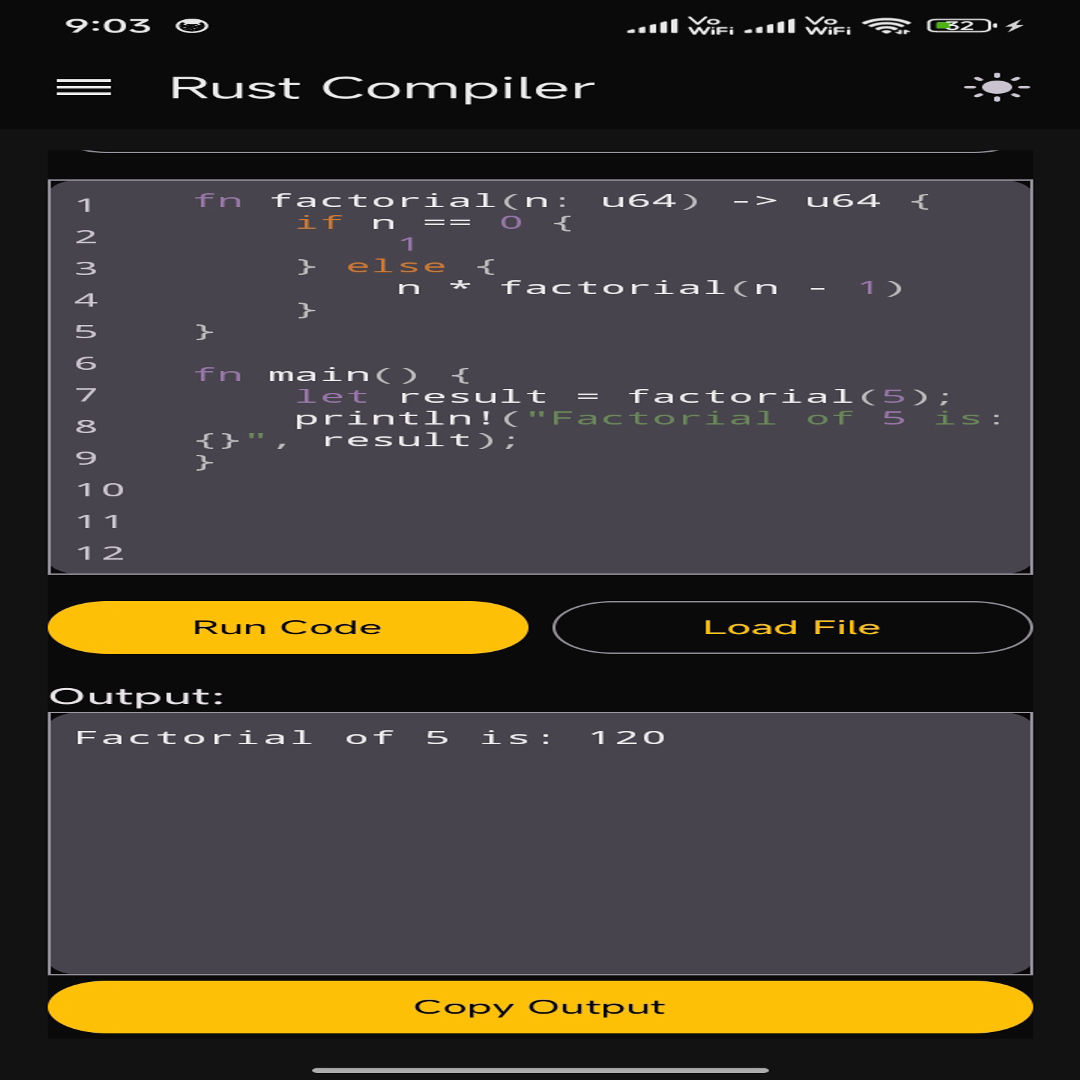 9:03 Vo WiFi Vo WiFi 32
Rust Compiler
1
2
3
4
5
6
7
8
9
10
11
12
fn factorial(n: u64) -> u64 {
    if n == 0 {
        1
    } else {
        n * factorial(n - 1)
    }
}

fn main() {
    let result = factorial(5);
    println!("Factorial of 5 is:
{}", result);
}
Run Code
Load File
Output:
Factorial of 5 is: 120
Copy Output